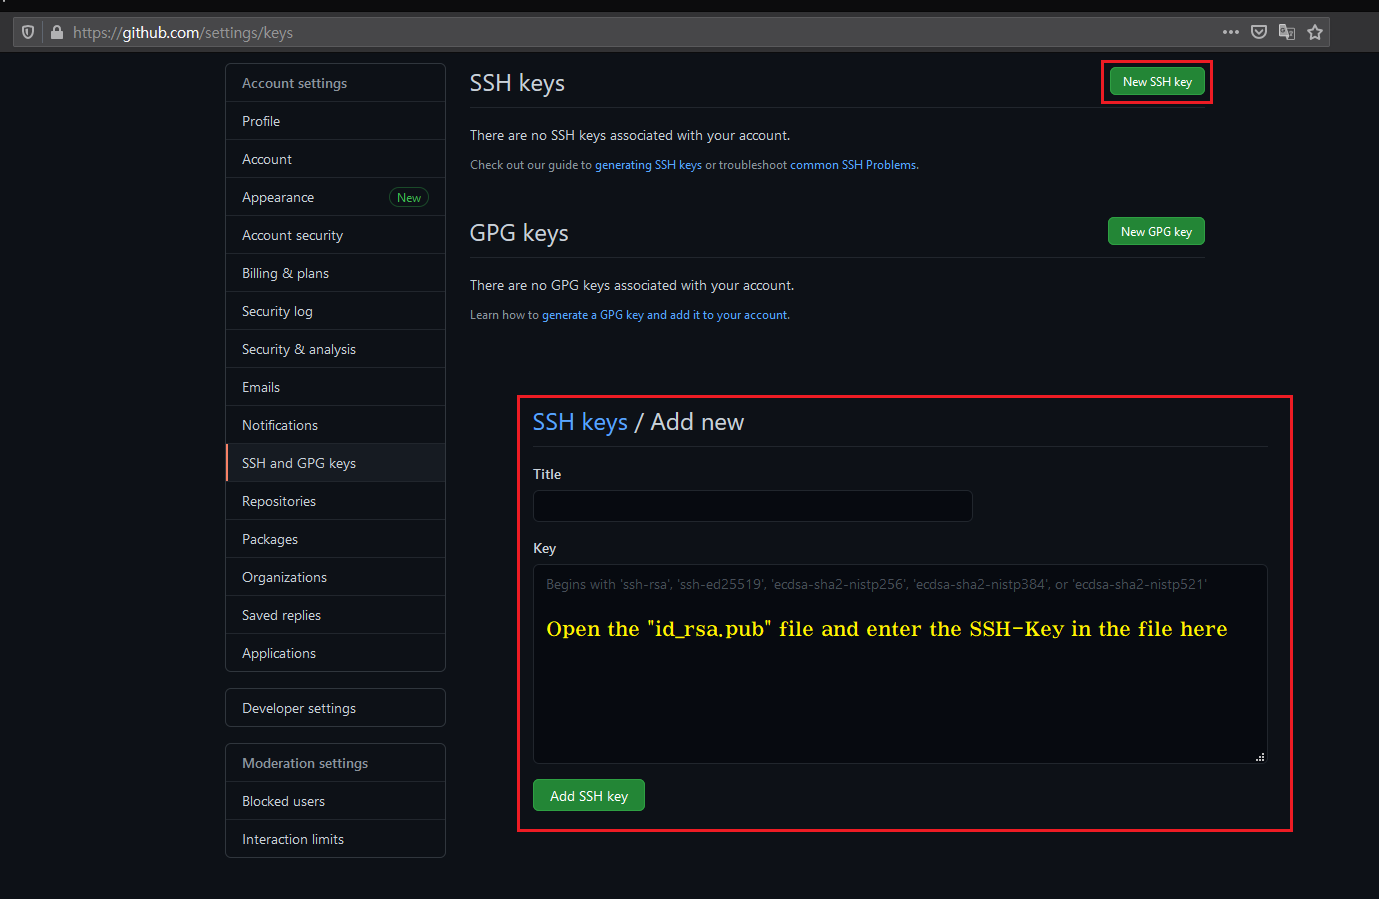 https://github.com/settings/keys
Account settings
Profile
Account
Appearance New
Account security
Billing & plans
Security log
Security & analysis
Emails
Notifications
SSH and GPG keys
Repositories
Packages
Organizations
Saved replies
Applications
Developer settings
Moderation settings
Blocked users
Interaction limits
SSH keys
New SSH key
There are no SSH keys associated with your account.
Check out our guide to generating SSH keys or troubleshoot common SSH Problems.
GPG keys
New GPG key
There are no GPG keys associated with your account.
Learn how to generate a GPG key and add it to your account.
SSH keys / Add new
Title
Key
Begins with 'ssh-rsa', 'ssh-ed25519', 'ecdsa-sha2-nistp256', 'ecdsa-sha2-nistp384', or 'ecdsa-sha2-nistp521'
Open the "id_rsa.pub" file and enter the SSH-Key in the file here
Add SSH key